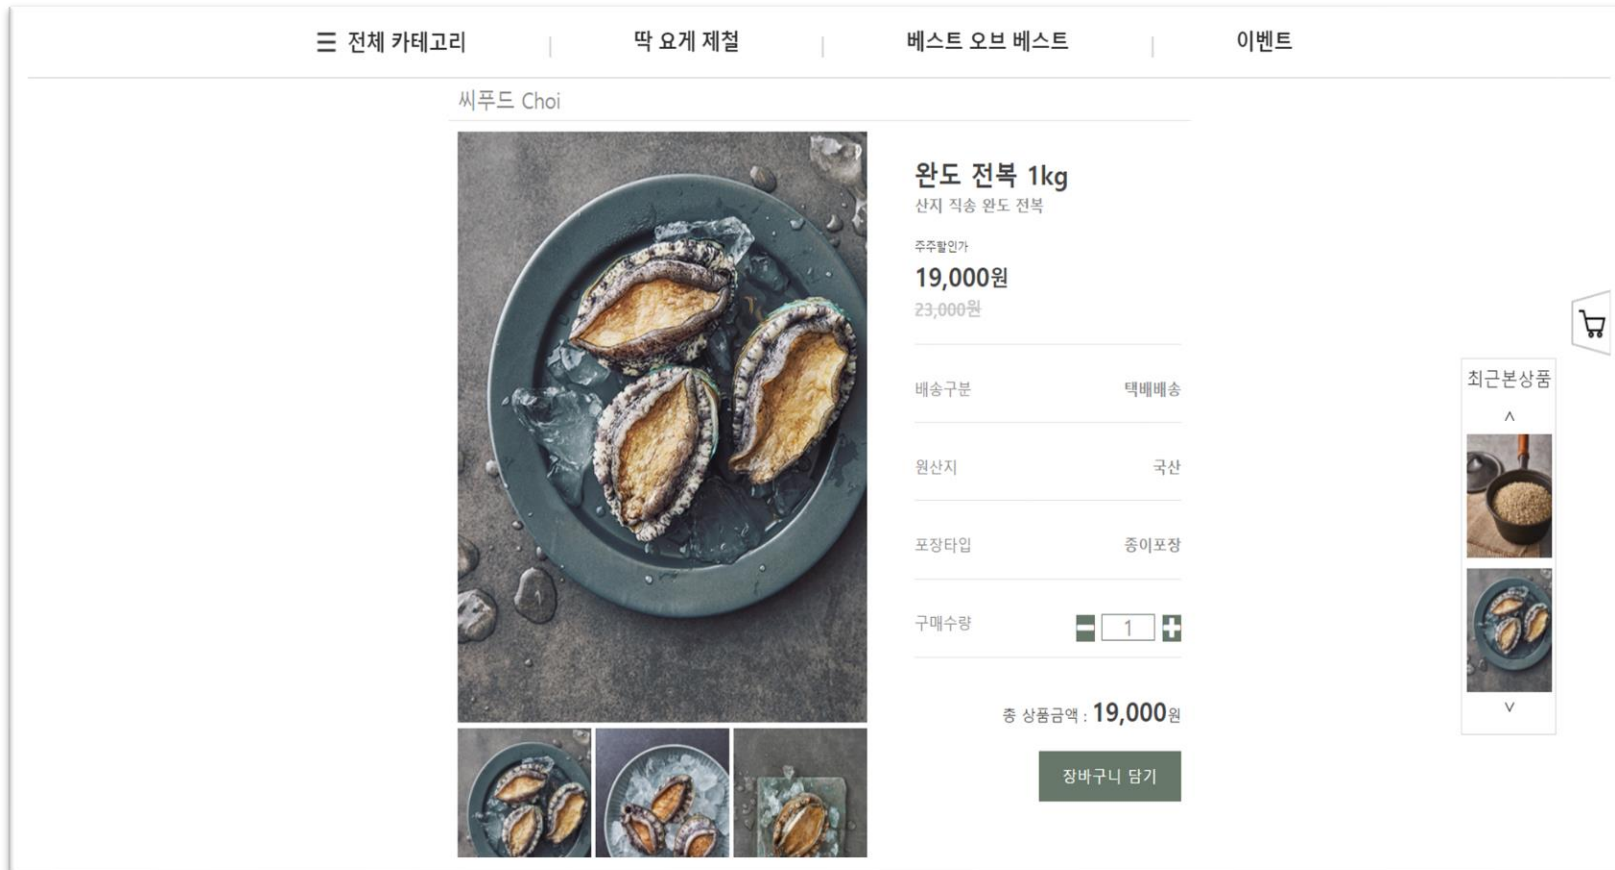 전체 카테고리
딱 요게 제철
베스트 오브 베스트
이벤트
씨푸드 Choi
완도 전복 1kg
산지 직송 완도 전복
주주할인가
19,000원
23,000원
배송구분 택배배송
원산지 국산
포장타입 종이포장
구매수량 1
총 상품금액 : 19,000원
장바구니 담기
최근본상품